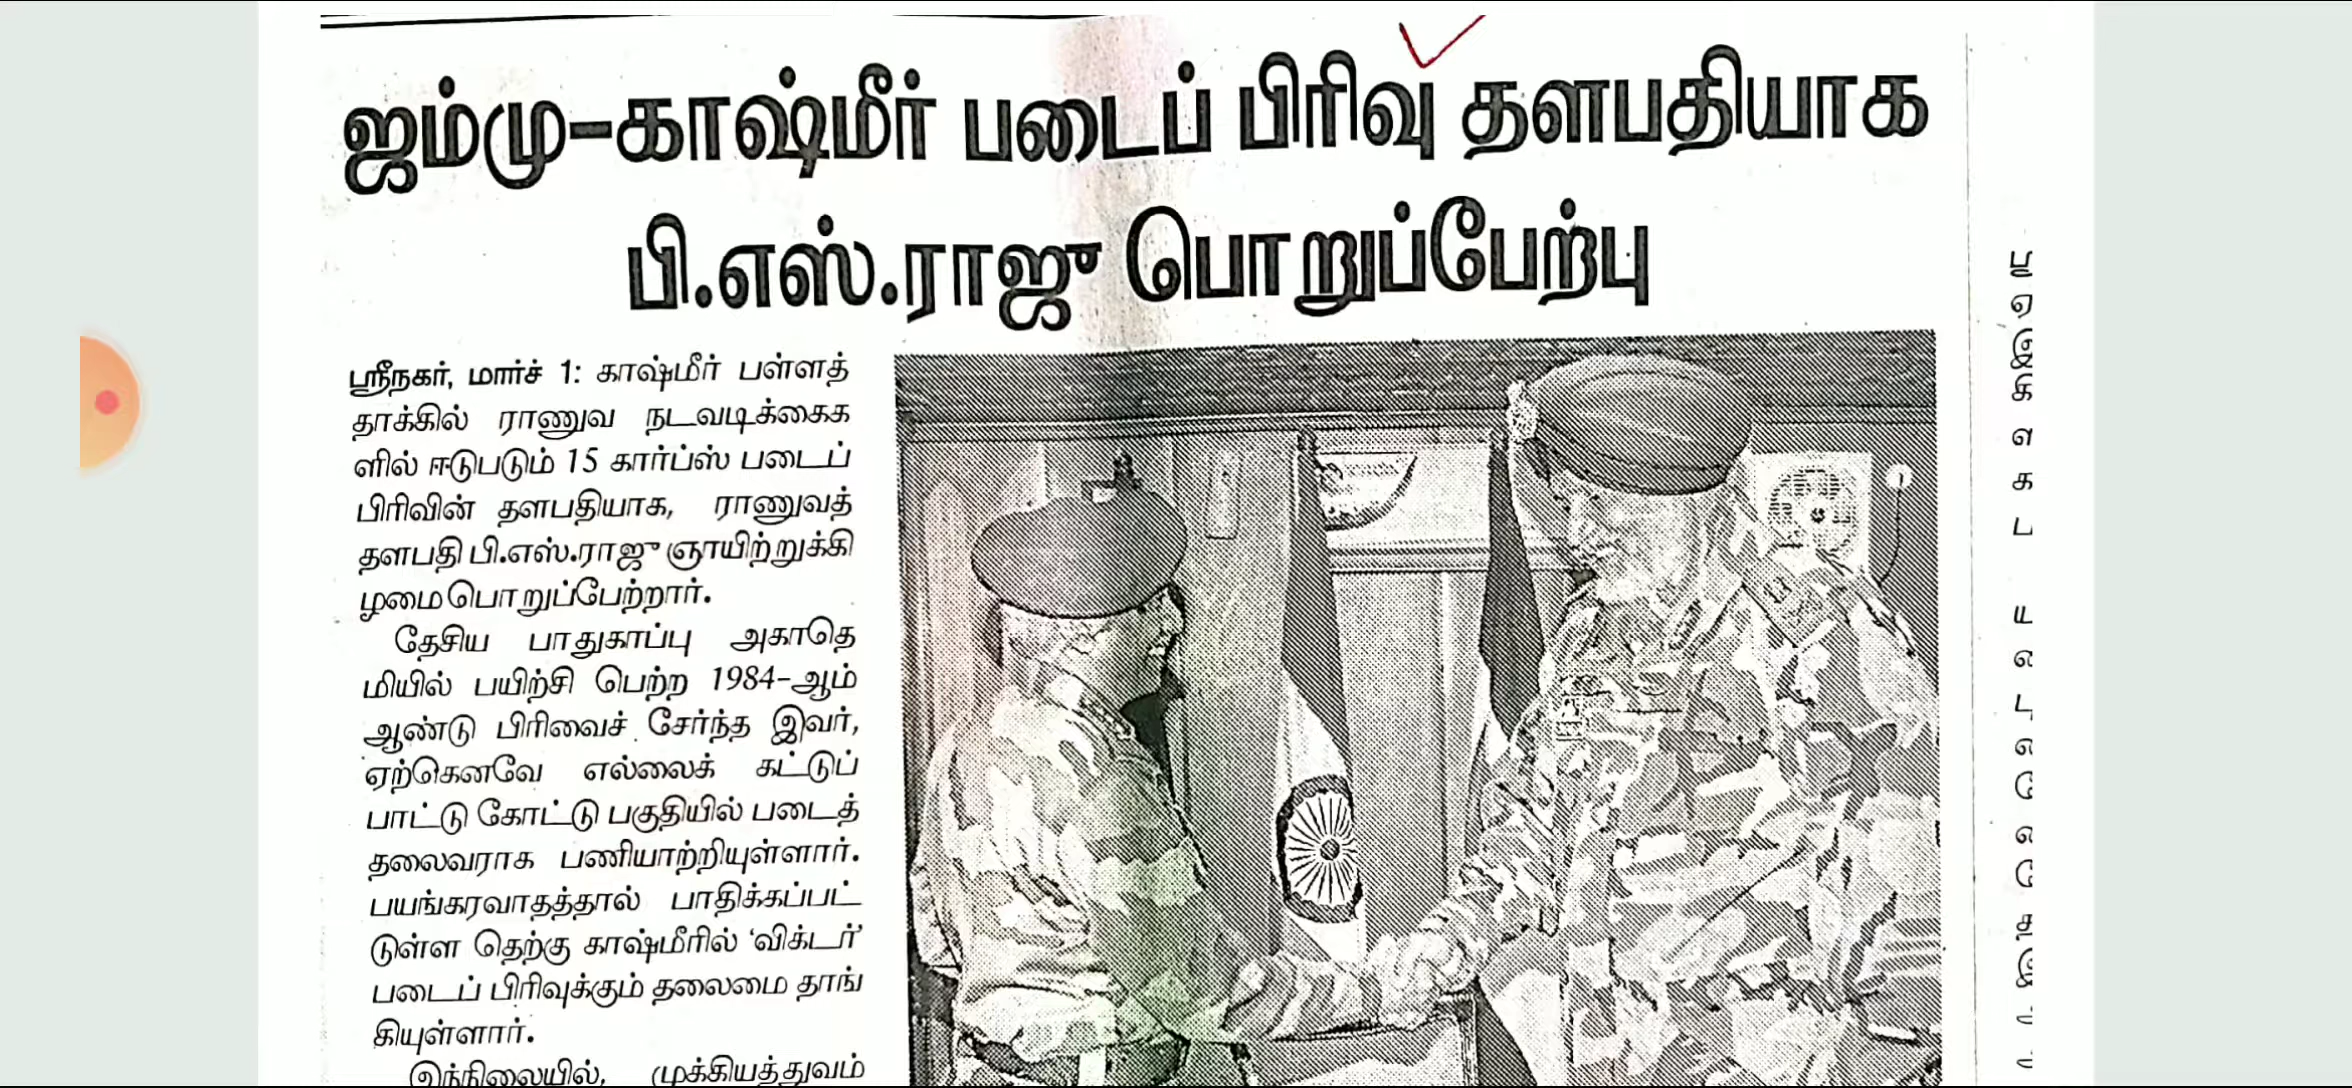 ஜம்மு-காஷ்மீர் படைப் பிரிவு தளபதியாக
பி.எஸ்.ராஜு பொறுப்பேற்பு
ஸ்ரீநகர், மார்ச் 1: காஷ்மீர் பள்ளத்
தாக்கில் ராணுவ நடவடிக்கைக
ளில் ஈடுபடும் 15 கார்ப்ஸ் படைப்
பிரிவின் தளபதியாக, ராணுவத்
தளபதி பி.எஸ்.ராஜு ஞாயிற்றுக்கி
ழமை பொறுப்பேற்றார்.
தேசிய பாதுகாப்பு அகாதெ
மியில் பயிற்சி பெற்ற 1984-ஆம்
ஆண்டு பிரிவைச் சேர்ந்த இவர்,
ஏற்கெனவே எல்லைக் கட்டுப்
பாட்டு கோட்டு பகுதியில் படைத்
தலைவராக பணியாற்றியுள்ளார்.
பயங்கரவாதத்தால் பாதிக்கப்பட்
டுள்ள தெற்கு காஷ்மீரில் 'விக்டர்'
படைப் பிரிவுக்கும் தலைமை தாங்
கியுள்ளார்.
இந்நிலையில், முக்கியத்துவம்